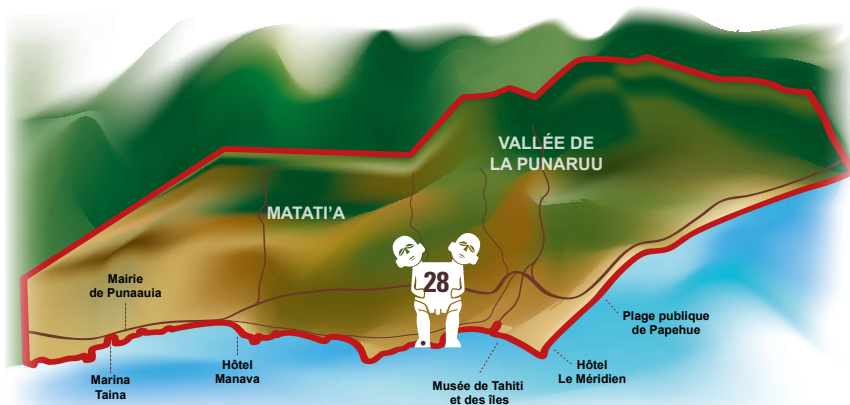 VALLÉE DE
LA PUNARUU
MATATI'A
28
Mairie
de Punaauia
Plage publique
de Papehue
Marina
Taina
Hôtel
Manava
Musée de Tahiti
et des îles
Hôtel
Le Méridien